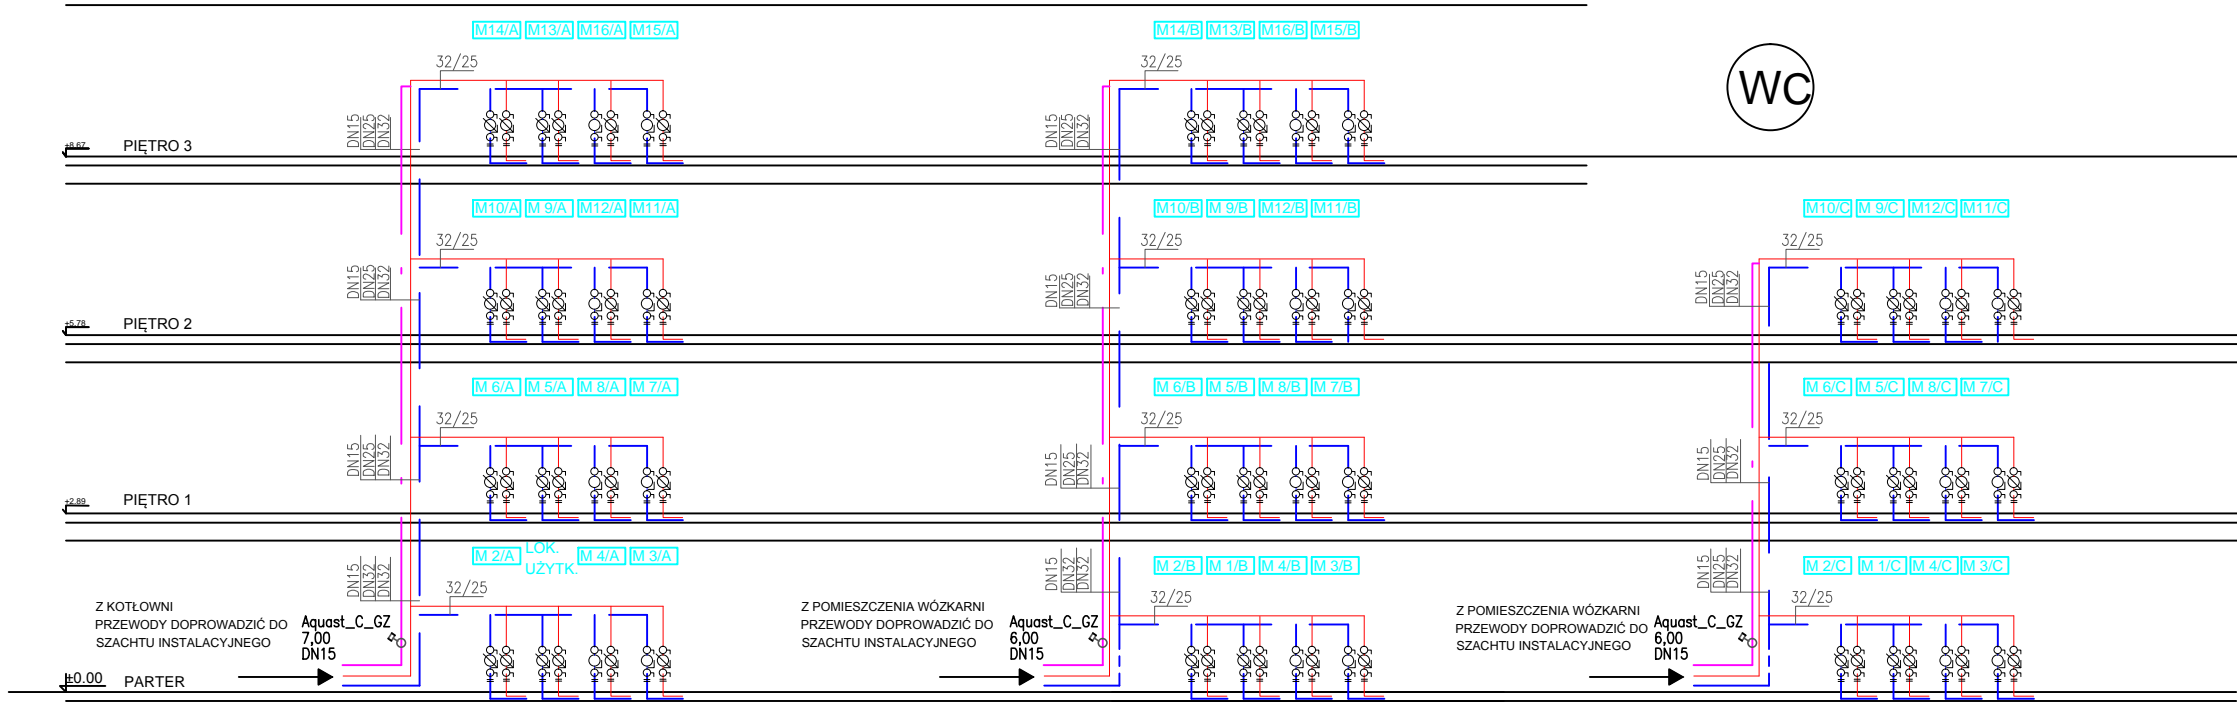 M14/A M13/A M16/A M15/A
M14/B M13/B M16/B M15/B
32/25
32/25
WC
DN15
DN25
DN32
DN15
DN25
DN32
+8.67
PIĘTRO 3
M10/A M 9/A M12/A M11/A
M10/B M 9/B M12/B M11/B
M10/C M 9/C M12/C M11/C
32/25
32/25
32/25
DN15
DN25
DN32
DN15
DN25
DN32
DN15
DN25
DN32
+5.78
PIĘTRO 2
M 6/A M 5/A M 8/A M 7/A
M 6/B M 5/B M 8/B M 7/B
M 6/C M 5/C M 8/C M 7/C
32/25
32/25
32/25
DN15
DN25
DN32
DN15
DN25
DN32
DN15
DN25
DN32
+2.89
PIĘTRO 1
M 2/A LOK.
UŻYTK. M 4/A M 3/A
M 2/B M 1/B M 4/B M 3/B
M 2/C M 1/C M 4/C M 3/C
DN15
DN32
DN32
DN15
DN32
DN32
DN15
DN25
DN32
32/25
32/25
32/25
Z KOTŁOWNI
PRZEWODY DOPROWADZIĆ DO
SZACHTU INSTALACYJNEGO
Aquast_C_GZ
7,00
DN15
Z POMIESZCZENIA WÓZKARNI
PRZEWODY DOPROWADZIĆ DO
SZACHTU INSTALACYJNEGO
Aquast_C_GZ
6,00
DN15
Z POMIESZCZENIA WÓZKARNI
PRZEWODY DOPROWADZIĆ DO
SZACHTU INSTALACYJNEGO
Aquast_C_GZ
6,00
DN15
±0.00 PARTER